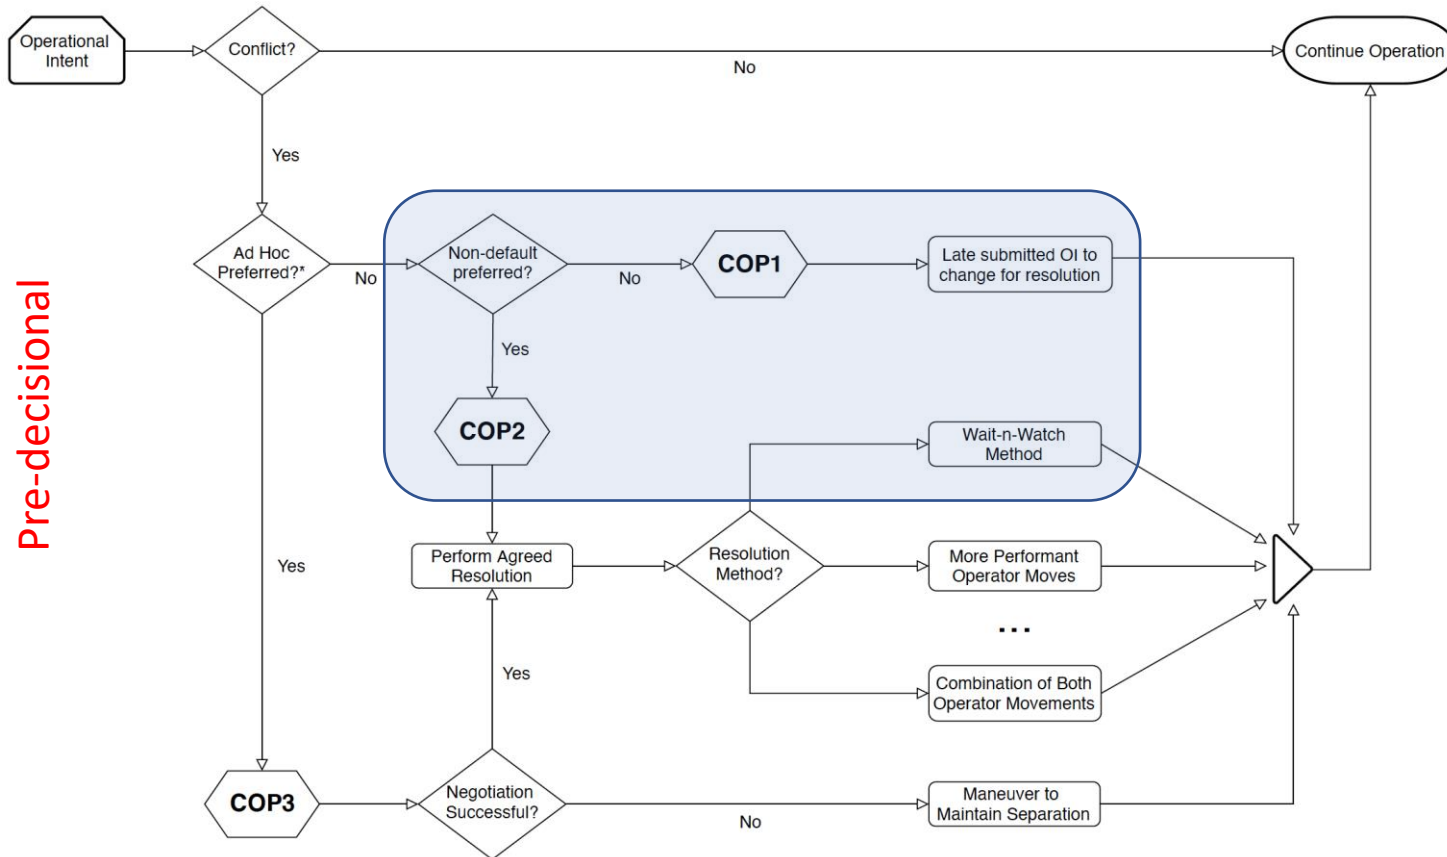 Operational
Intent
Conflict?
No
Continue Operation
Yes
Ad Hoc
Preferred?*
No
Non-default
preferred?
No
COP1
Late submitted OI to
change for resolution
Yes
COP2
Wait-n-Watch
Method
Pre-decisional
Perform Agreed
Resolution
Resolution
Method?
More Performant
Operator Moves
Yes
...
Yes
Combination of Both
Operator Movements
COP3
Negotiation
Successful?
No
Maneuver to
Maintain Separation